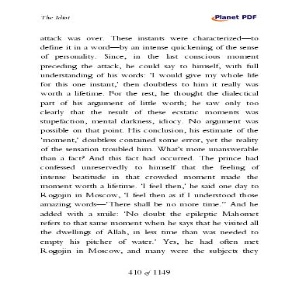 The Idiot
Planet PDF
attack was over. These instants were characterized—to
define it in a word—by an intense quickening of the sense
of personality. Since, in the last conscious moment
preceding the attack, he could say to himself, with full
understanding of his words: 'I would give my whole life
for this one instant,' then doubtless to him it really was
worth a lifetime. For the rest, he thought the dialectical
part of his argument of little worth; he saw only too
clearly that the result of these ecstatic moments was
stupefaction, mental darkness, idiocy. No argument was
possible on that point. His conclusion, his estimate of the
'moment,' doubtless contained some error, yet the reality
of the sensation troubled him. What's more unanswerable
than a fact? And this fact had occurred. The prince had
confessed unreservedly to himself that the feeling of
intense beatitude in that crowded moment made the
moment worth a lifetime. 'I feel then,' he said one day to
Rogojin in Moscow, 'I feel then as if I understood those
amazing words—'There shall be no more time.'' And he
added with a smile: 'No doubt the epileptic Mahomet
refers to that same moment when he says that he visited all
the dwellings of Allah, in less time than was needed to
empty his pitcher of water.' Yes, he had often met
Rogojin in Moscow, and many were the subjects they
410 of 1149